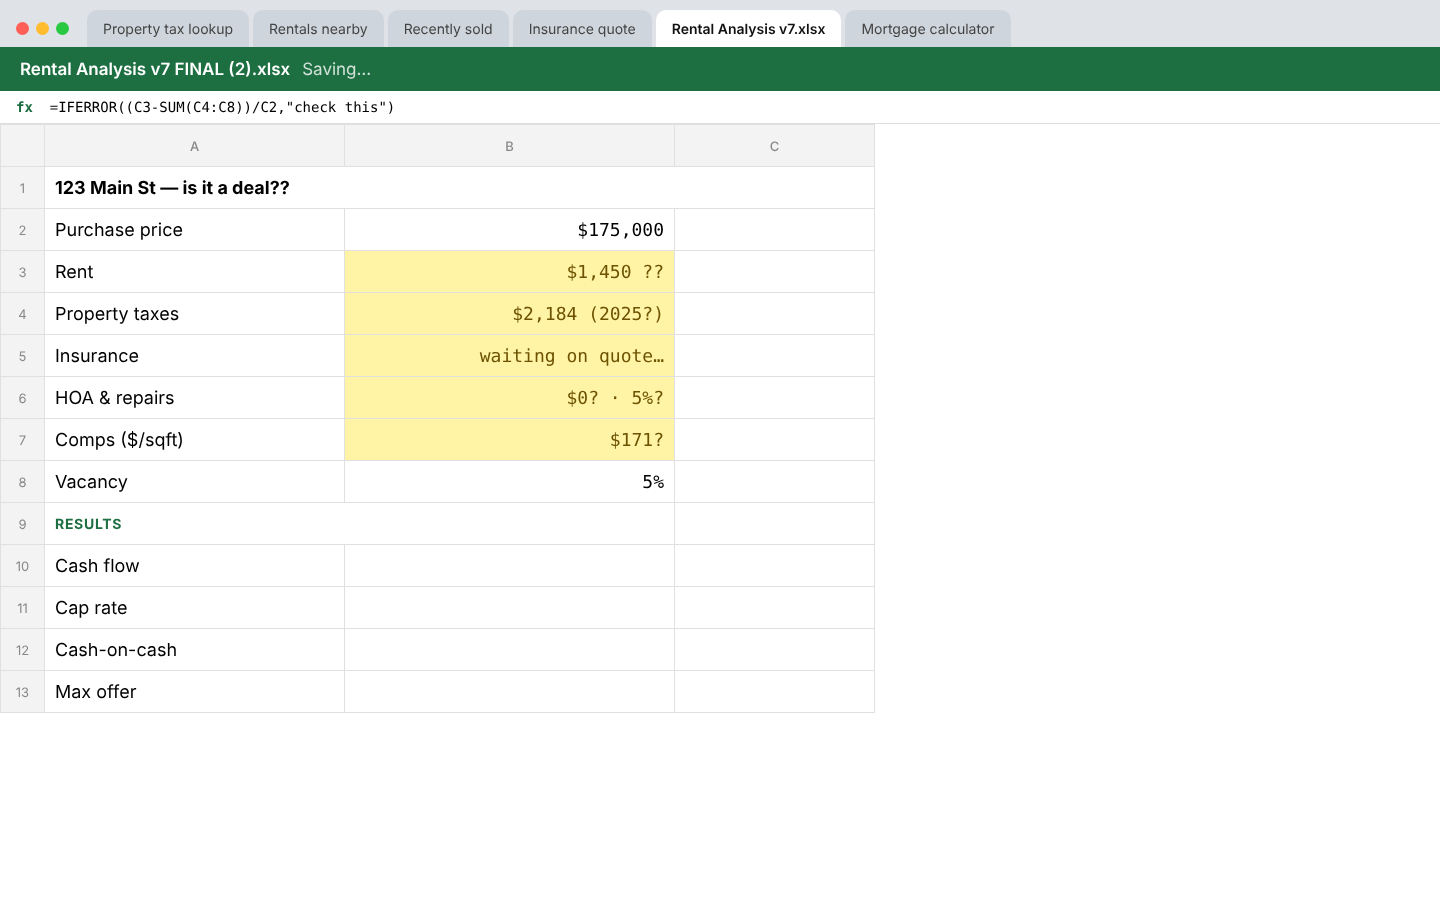 Property tax lookup
Rentals nearby
Recently sold
Insurance quote
Rental Analysis v7.xlsx
Mortgage calculator
Rental Analysis v7 FINAL (2).xlsx Saving...
fx =IFERROR((C3-SUM(C4:C8))/C2,"check this")
A B C
1 123 Main St — is it a deal??
2 Purchase price $175,000
3 Rent $1,450 ??
4 Property taxes $2,184 (2025?)
5 Insurance waiting on quote…
6 HOA & repairs $0? · 5%?
7 Comps ($/sqft) $171?
8 Vacancy 5%
9 RESULTS
10 Cash flow
11 Cap rate
12 Cash-on-cash
13 Max offer